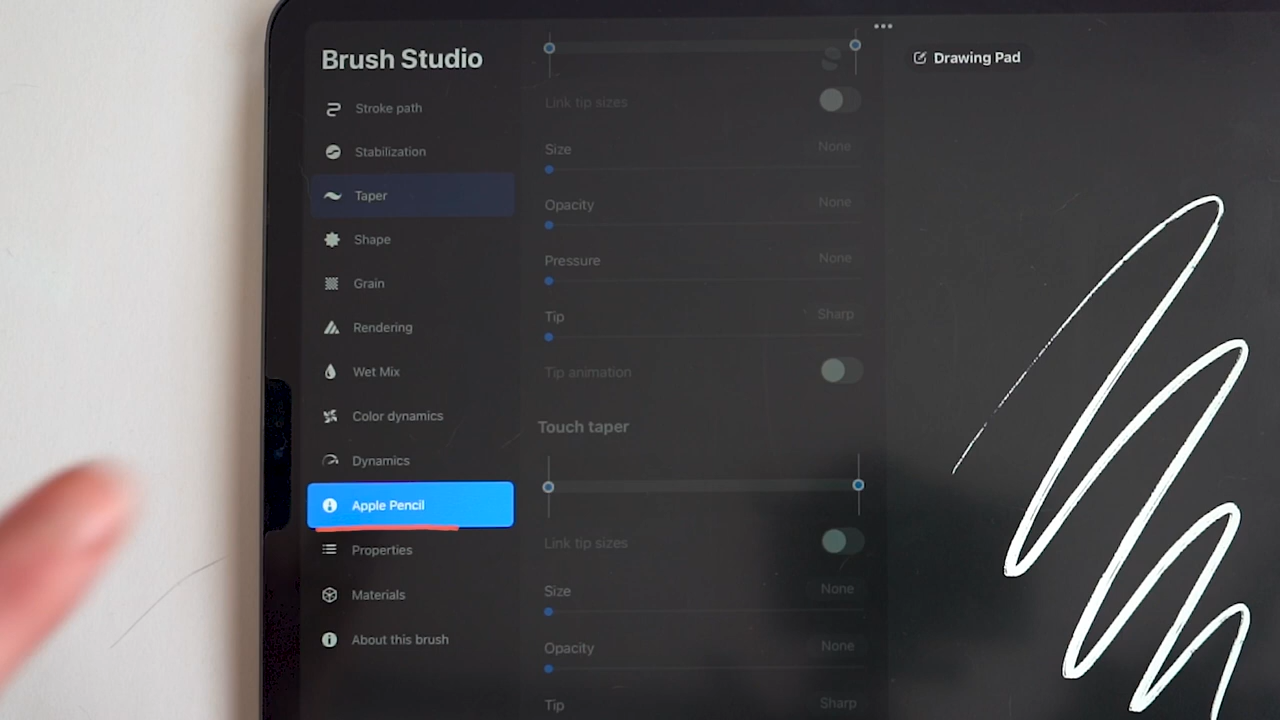 Brush Studio
Stroke path
Stabilization
Taper
Shape
Grain
Rendering
Wet Mix
Color dynamics
Dynamics
Apple Pencil
Properties
Materials
About this brush
Link tip sizes
Size None
Opacity None
Pressure None
Tip Sharp
Tip animation
Touch taper
Link tip sizes
Size None
Opacity None
Tip Sharp
Drawing Pad